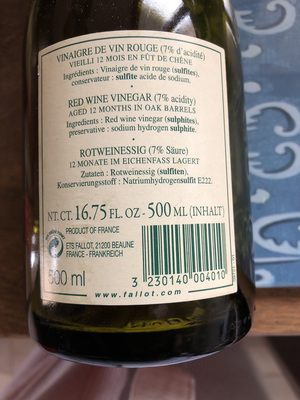 VINAIGRE DE VIN ROUGE (7% d'acidité)
VIEILLI 12 MOIS EN FÛT DE CHÊNE
Ingrédients : Vinaigre de vin rouge (sulfites),
conservateur : sulfite acide de sodium.
RED WINE VINEGAR (7% acidity)
AGED 12 MONTHS IN OAK BARRELS
Ingredients : Red wine vinegar (sulphites),
preservative : sodium hydrogen sulphite.
ROTWEINESSIG (7% Säure)
12 MONATE IM EICHENFASS LAGERT
Zutaten : Rotweinessig (sulfiten),
Konservierungsstoff : Natriumhydrogensulfit E222.
NT. CT. 16.75 FL. OZ - 500 ML (INHALT)
PRODUCT OF FRANCE
ETS FALLOT, 21200 BEAUNE
FRANCE - FRANKREICH
500 ml
3 230140 004010
www.fallot.com